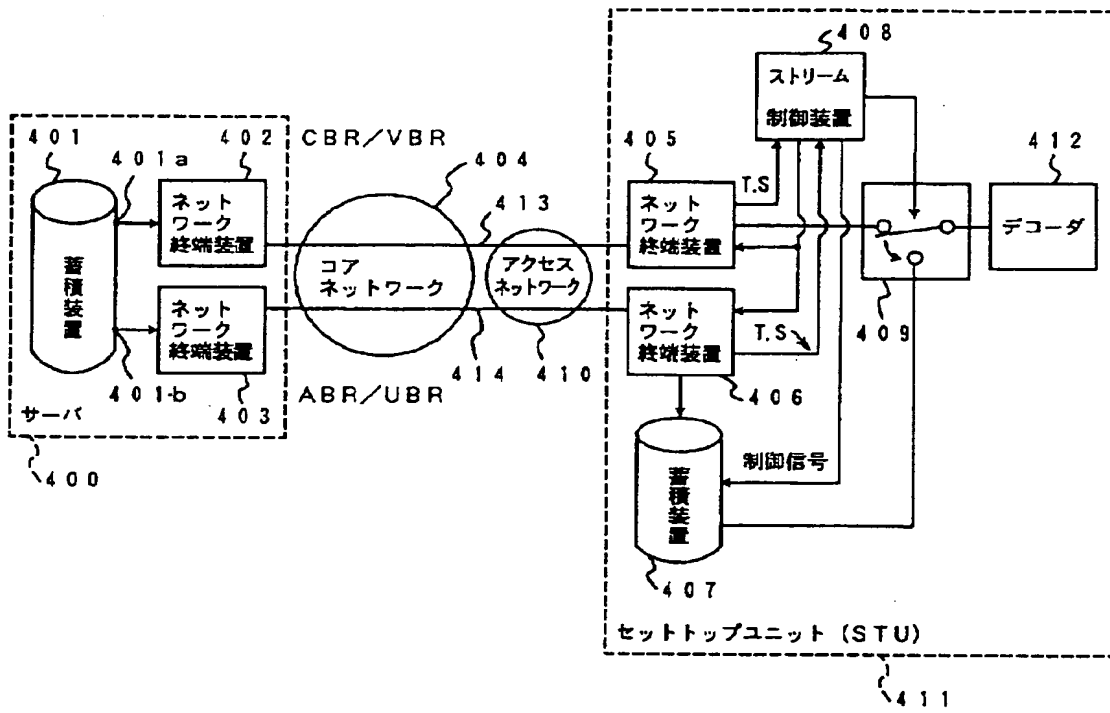 408
ストリーム
制御装置
401
402
CBR/VBR
405
412
401a
404
T.S
ネット
ワーク
終端装置
413
ネット
ワーク
終端装置
デコーダ
蓄積装置
コア
ネットワーク
アクセス
ネットワーク
ネット
ワーク
終端装置
ネット
ワーク
終端装置
T.S
409
401-b
403
414
410
406
サーバ
ABR/UBR
400
制御信号
蓄積装置
407
セットトップユニット(STU)
411